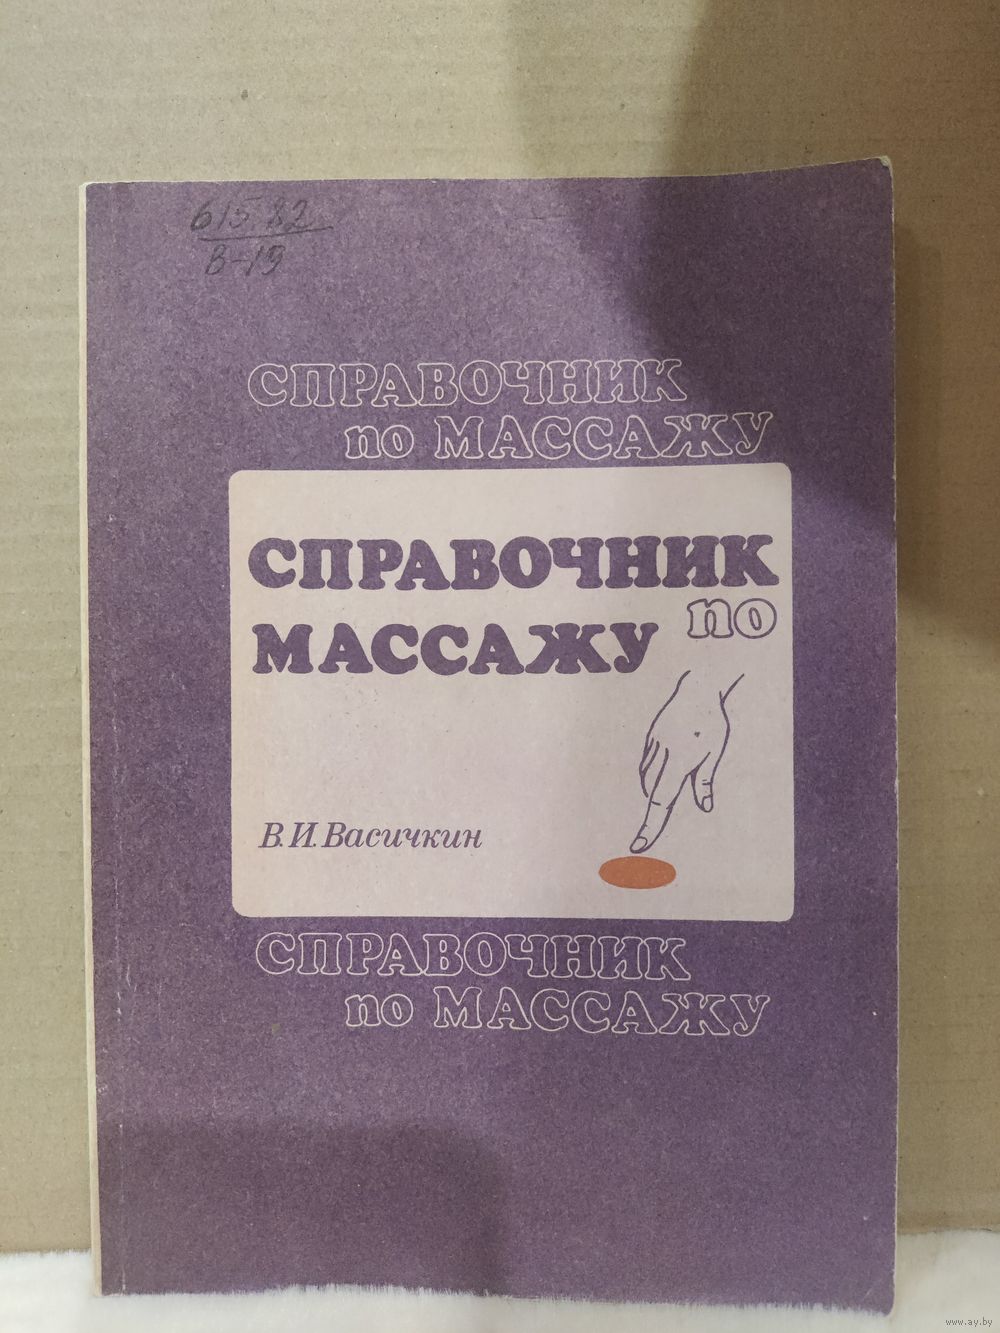 615.82
В-19
СПРАВОЧНИК
по МАССАЖУ
СПРАВОЧНИК
по
МАССАЖУ
В.И.Васичкин
СПРАВОЧНИК
по МАССАЖУ
www.ay.by